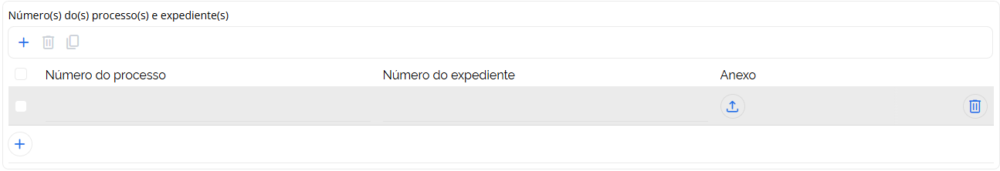 Número(s) do(s) processo(s) e expediente(s)
Número do processo Número do expediente Anexo